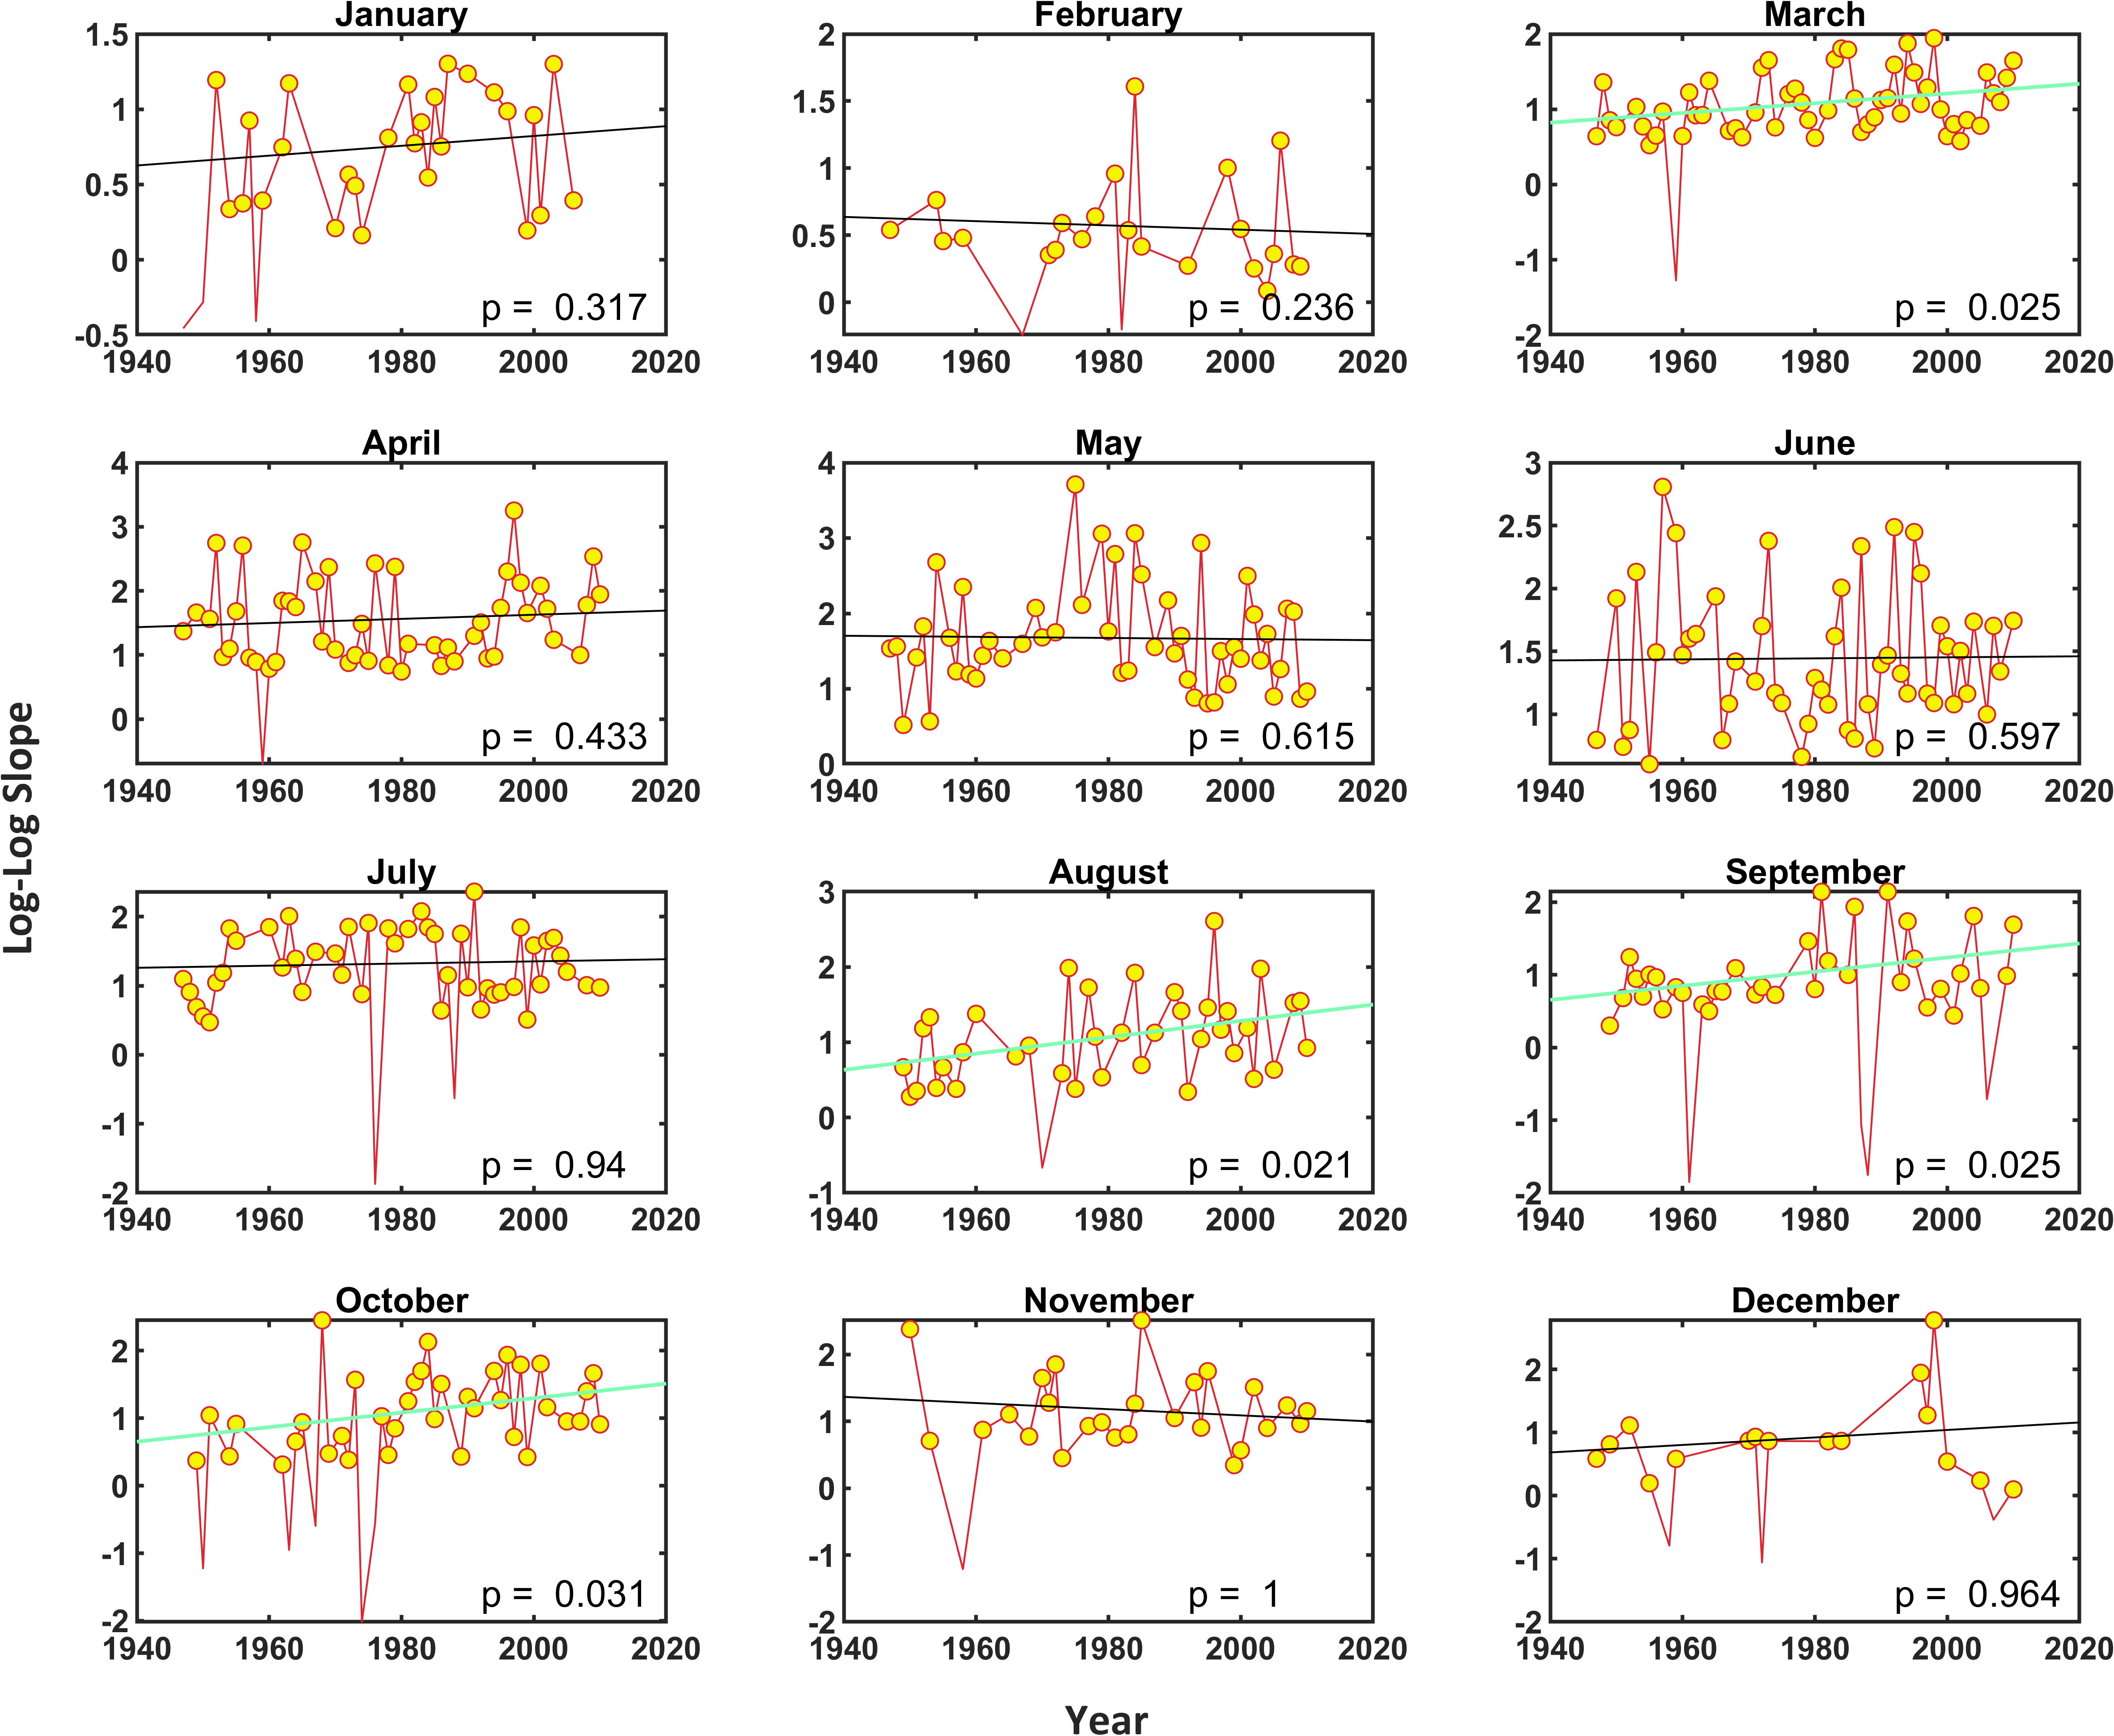 January February March
1.5 1 0.5 0 -0.5
1940 1960 1980 2000 2020
p = 0.317
2 1.5 1 0.5 0
1940 1960 1980 2000 2020
p = 0.236
2 1 0 -1 -2
1940 1960 1980 2000 2020
p = 0.025
April May June
4 3 2 1 0
1940 1960 1980 2000 2020
p = 0.433
4 3 2 1 0
1940 1960 1980 2000 2020
p = 0.615
3 2.5 2 1.5 1
1940 1960 1980 2000 2020
p = 0.597
Log-Log Slope
July August September
2 1 0 -1 -2
1940 1960 1980 2000 2020
p = 0.94
3 2 1 0 -1
1940 1960 1980 2000 2020
p = 0.021
2 1 0 -1 -2
1940 1960 1980 2000 2020
p = 0.025
October November December
2 1 0 -1 -2
1940 1960 1980 2000 2020
p = 0.031
2 1 0 -1 -2
1940 1960 1980 2000 2020
p = 1
2 1 0 -1 -2
1940 1960 1980 2000 2020
p = 0.964
Year